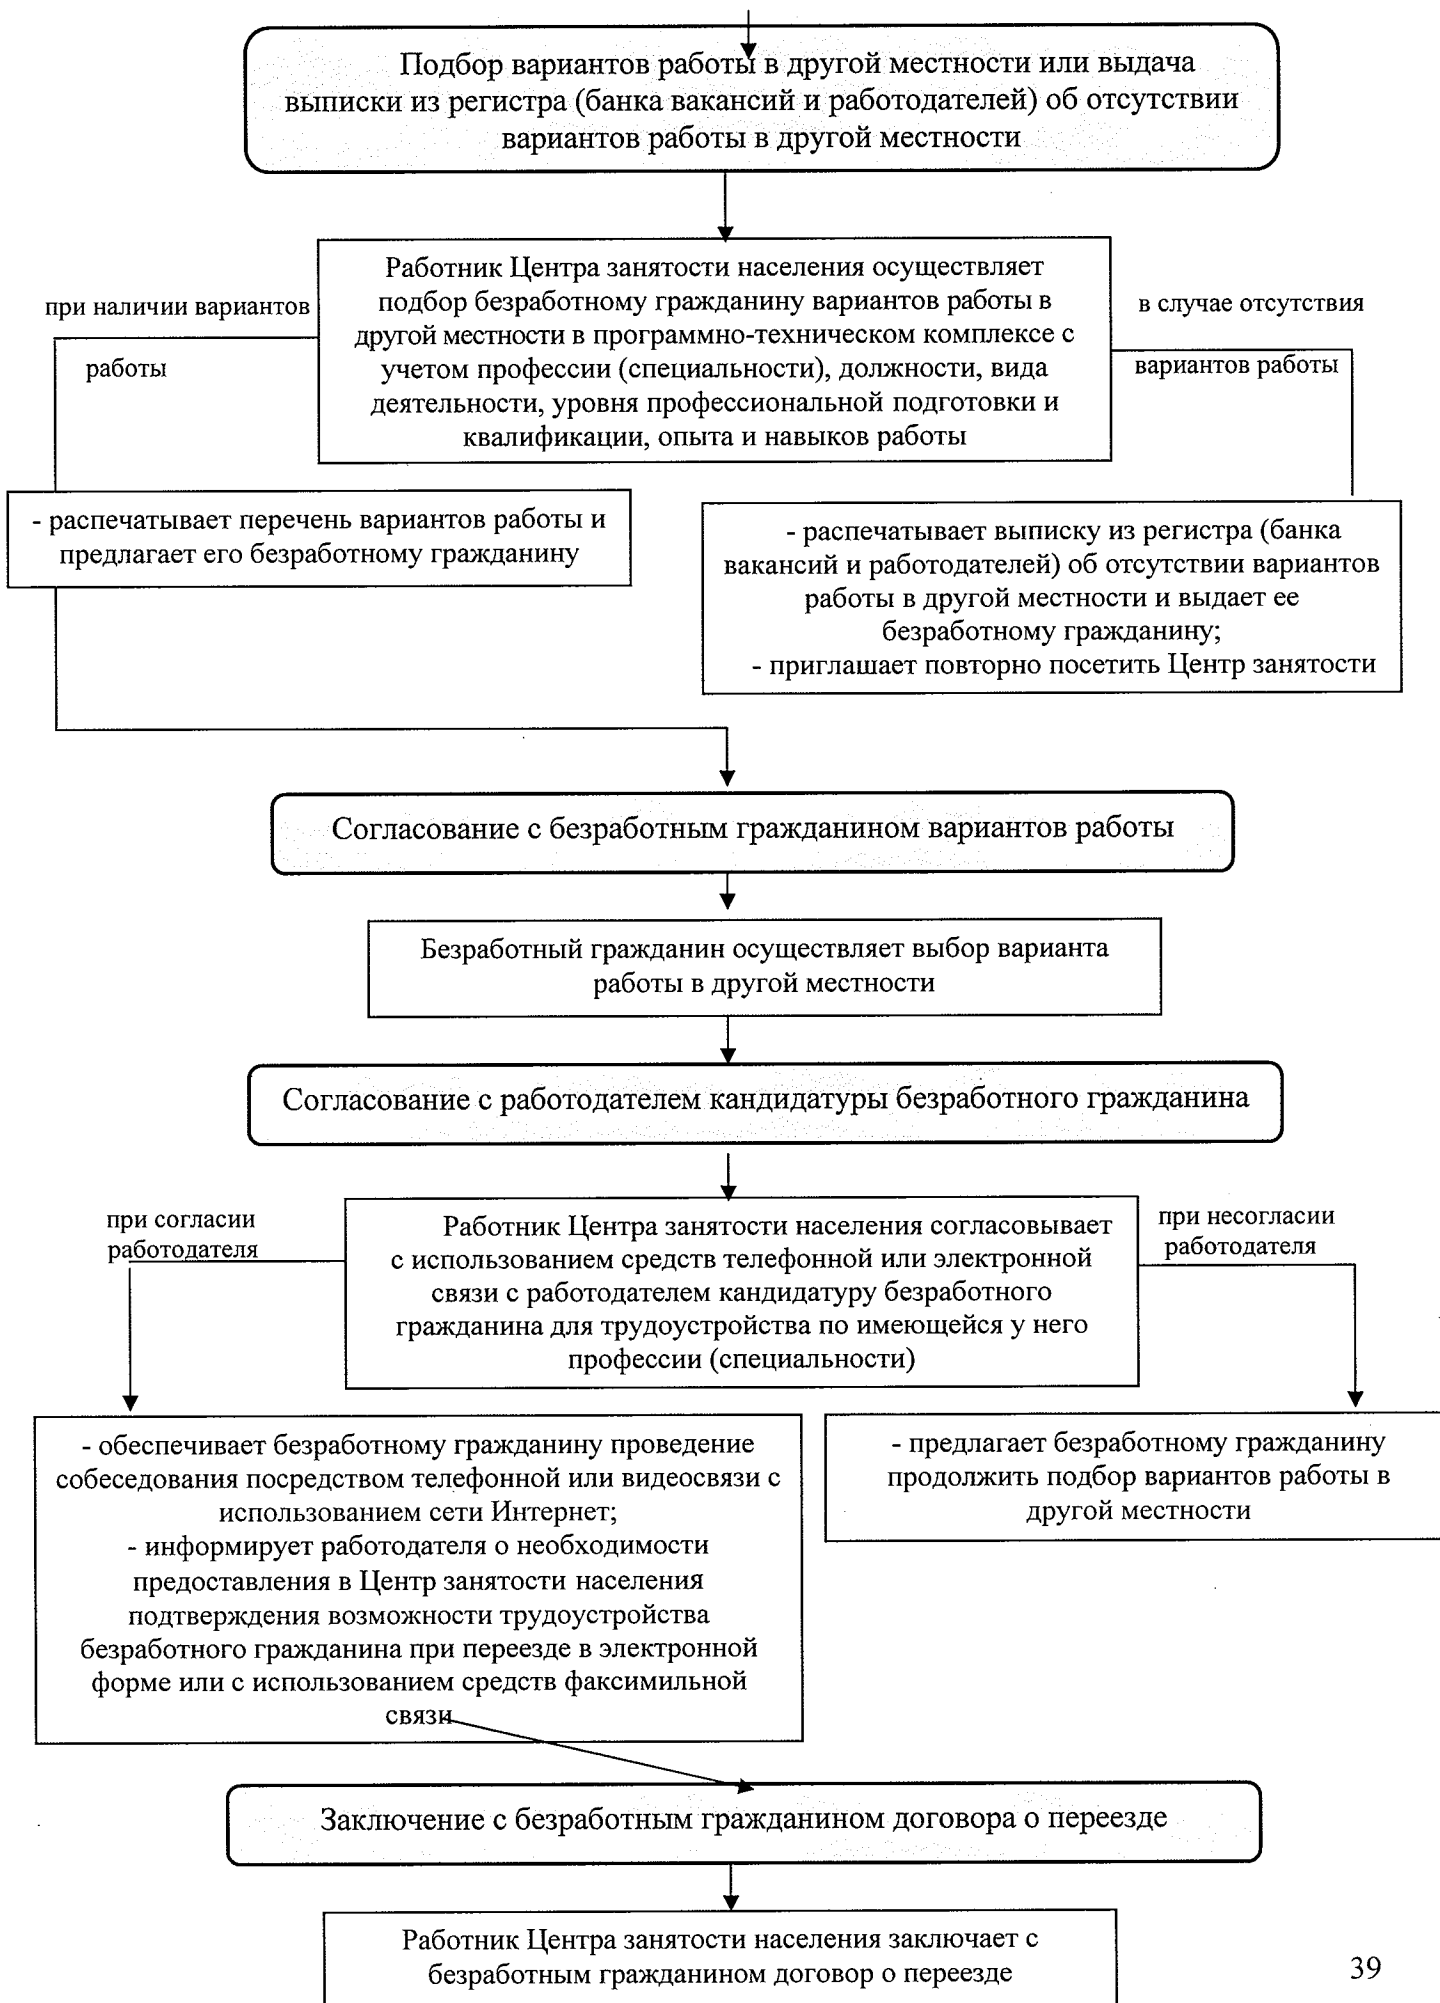 Подбор вариантов работы в другой местности или выдача
выписки из регистра (банка вакансий и работодателей) об отсутствии
вариантов работы в другой местности
при наличии вариантов
работы
Работник Центра занятости населения осуществляет
подбор безработному гражданину вариантов работы в
другой местности в программно-техническом комплексе с
учетом профессии (специальности), должности, вида
деятельности, уровня профессиональной подготовки и
квалификации, опыта и навыков работы
в случае отсутствия
вариантов работы
- распечатывает перечень вариантов работы и
предлагает его безработному гражданину
- распечатывает выписку из регистра (банка
вакансий и работодателей) об отсутствии вариантов
работы в другой местности и выдает ее
безработному гражданину;
- приглашает повторно посетить Центр занятости
Согласование с безработным гражданином вариантов работы
Безработный гражданин осуществляет выбор варианта
работы в другой местности
Согласование с работодателем кандидатуры безработного гражданина
при согласии
работодателя
Работник Центра занятости населения согласовывает
с использованием средств телефонной или электронной
связи с работодателем кандидатуру безработного
гражданина для трудоустройства по имеющейся у него
профессии (специальности)
при несогласии
работодателя
- обеспечивает безработному гражданину проведение
собеседования посредством телефонной или видеосвязи с
использованием сети Интернет;
- информирует работодателя о необходимости
предоставления в Центр занятости населения
подтверждения возможности трудоустройства
безработного гражданина при переезде в электронной
форме или с использованием средств факсимильной
связи
- предлагает безработному гражданину
продолжить подбор вариантов работы в
другой местности
Заключение с безработным гражданином договора о переезде
Работник Центра занятости населения заключает с
безработным гражданином договор о переезде
39